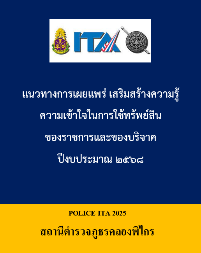 ITA
แนวทางการเผยแพร่ เสริมสร้างความรู้
ความเข้าใจในการใช้ทรัพย์สิน
ของราชการและของบริจาค
ปีงบประมาณ ๒๕๖๘
POLICE ITA 2025
สถานีตำรวจภูธรคลองพิไกร